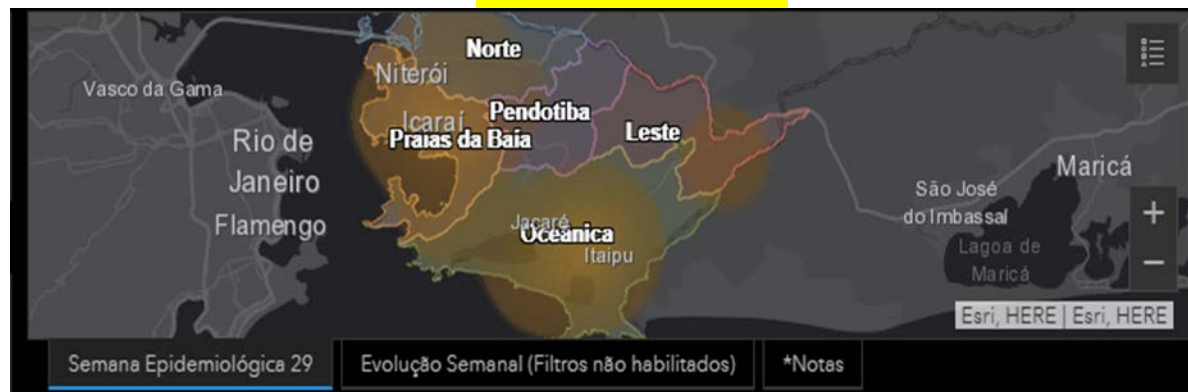 Norte
Niterói
Vasco da Gama
Pendotiba
Icaraí
Praias da Baía
Leste
Rio de
Janeiro
Maricá
São José
do Imbassaí
Flamengo
Jacaré
Oceânica
Itaipu
Lagoa de
Maricá
+
−
Esri, HERE | Esri, HERE
Semana Epidemiológica 29
Evolução Semanal (Filtros não habilitados)
*Notas